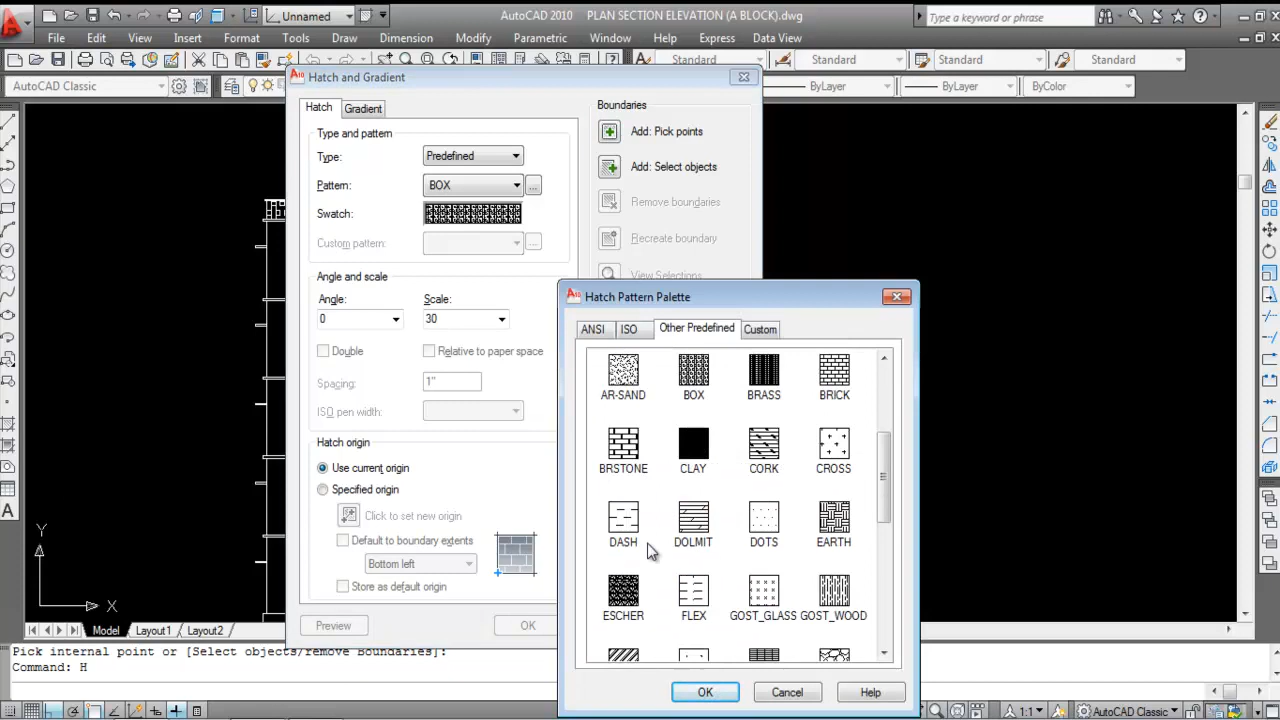 Unnamed
AutoCAD 2010 PLAN SECTION ELEVATION (A BLOCK).dwg
Type a keyword or phrase
File Edit View Insert Format Tools Draw Dimension Modify Parametric Window Help Express Data View
Standard Standard Standard
AutoCAD Classic
ByLayer ByLayer ByColor
Hatch and Gradient
Hatch Gradient
Type and pattern
Type: Predefined
Pattern: BOX ...
Swatch:
Custom pattern: ...
Angle and scale
Angle: Scale:
0 30
Double Relative to paper space
Spacing: 1"
ISO pen width:
Hatch origin
Use current origin
Specified origin
Click to set new origin
Default to boundary extents
Bottom left
Store as default origin
Preview OK
Boundaries
Add: Pick points
Add: Select objects
Remove boundaries
Recreate boundary
View Selections
Hatch Pattern Palette
ANSI ISO Other Predefined Custom
AR-SAND BOX BRASS BRICK
BRSTONE CLAY CORK CROSS
DASH DOLMIT DOTS EARTH
ESCHER FLEX GOST_GLASS GOST_WOOD
OK Cancel Help
Y
X
Model Layout1 Layout2
Pick internal point or [Select objects/remove Boundaries]:
Command: H
A 1:1 AutoCAD Classic